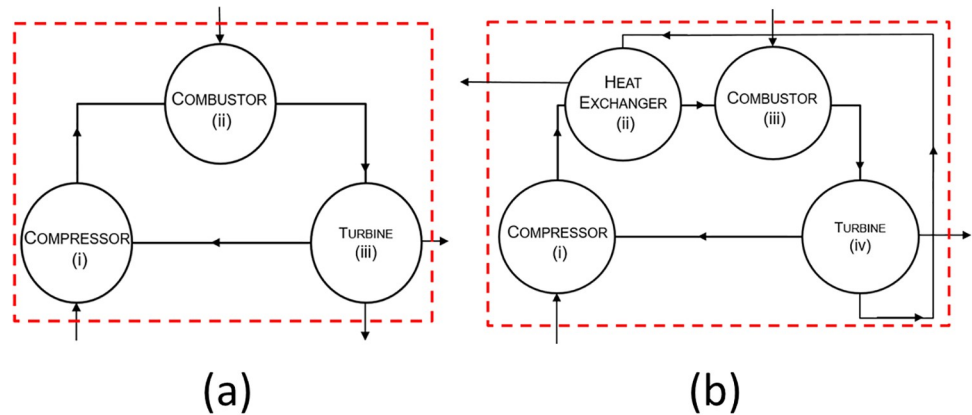 COMBUSTOR
(ii)
COMPRESSOR
(i)
TURBINE
(iii)
(a)
HEAT
EXCHANGER
(ii)
COMBUSTOR
(iii)
COMPRESSOR
(i)
TURBINE
(iv)
(b)